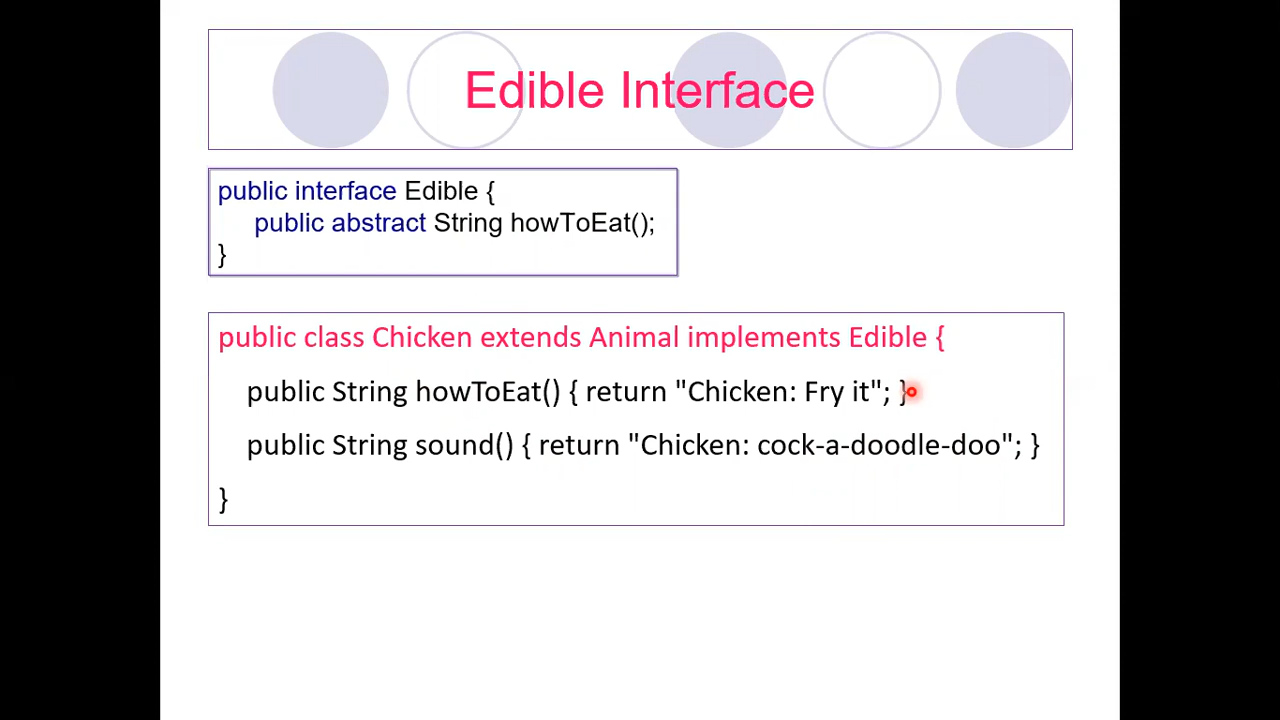 Edible Interface
public interface Edible {
public abstract String howToEat();
}
public class Chicken extends Animal implements Edible {
public String howToEat() { return "Chicken: Fry it"; }
public String sound() { return "Chicken: cock-a-doodle-doo"; }
}